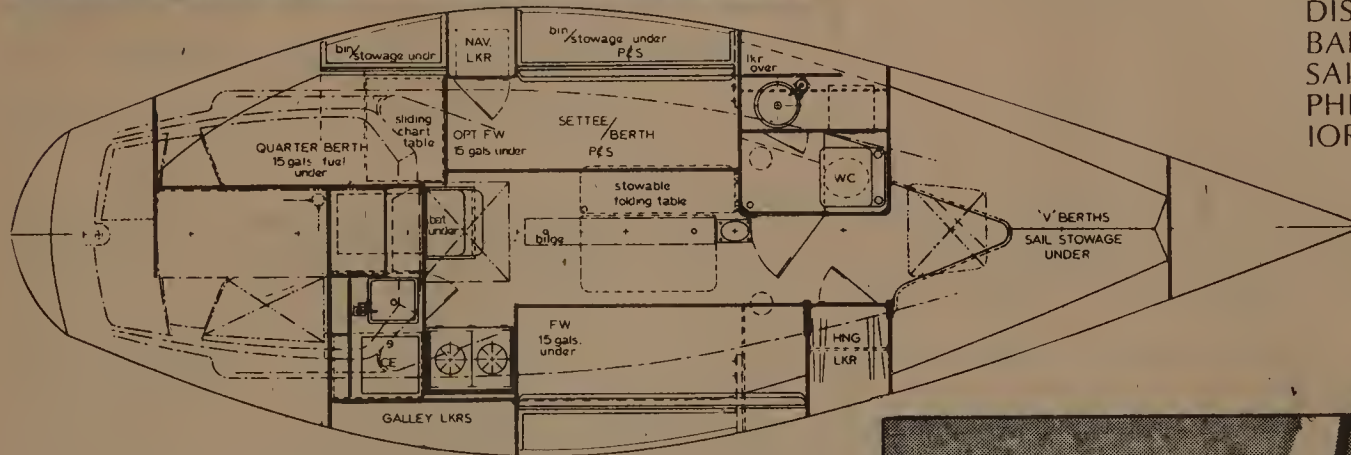 DIS
BAI
SAI
PHI
IOR
bin/stowage undr
NAV.
LKR
bin/stowage under
P&S
lkr
over
sliding
chart
table
OPT FW
15 gals under
SETTEE/BERTH
P&S
QUARTER BERTH
15 gals. fuel
under
WC
stowable
folding table
bat
under
bilge
'V' BERTHS
SAIL STOWAGE
UNDER
FW
15 gals.
under
HNG
LKR
GALLEY LKRS